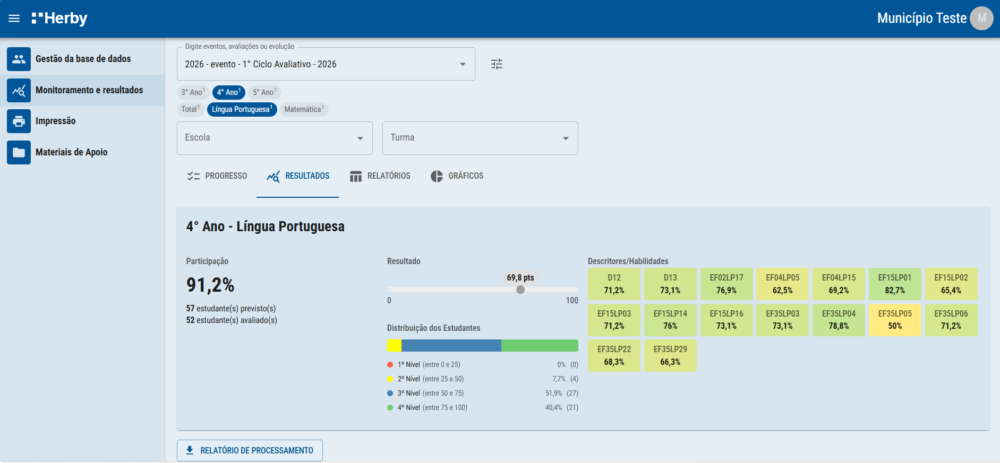 Herby
Município Teste
M
Gestão da base de dados
Monitoramento e resultados
Impressão
Materiais de Apoio
Digite eventos, avaliações ou evolução
2026 - evento - 1° Ciclo Avaliativo - 2026
3° Ano1 4° Ano1 5° Ano1
Total1 Língua Portuguesa1 Matemática1
Escola Turma
PROGRESSO RESULTADOS RELATÓRIOS GRÁFICOS
4° Ano - Língua Portuguesa
Participação
91,2%
57 estudante(s) previsto(s)
52 estudante(s) avaliado(s)
Resultado
69,8 pts
0 100
Distribuição dos Estudantes
1º Nível (entre 0 e 25) 0% (0)
2º Nível (entre 25 e 50) 7,7% (4)
3º Nível (entre 50 e 75) 51,9% (27)
4º Nível (entre 75 e 100) 40,4% (21)
Descritores/Habilidades
D12 D13 EF02LP17 EF04LP05 EF04LP15 EF15LP01 EF15LP02
71,2% 73,1% 76,9% 62,5% 69,2% 82,7% 65,4%
EF15LP03 EF15LP14 EF15LP16 EF35LP03 EF35LP04 EF35LP05 EF35LP06
71,2% 76% 73,1% 73,1% 78,8% 50% 71,2%
EF35LP22 EF35LP29
68,3% 66,3%
RELATÓRIO DE PROCESSAMENTO